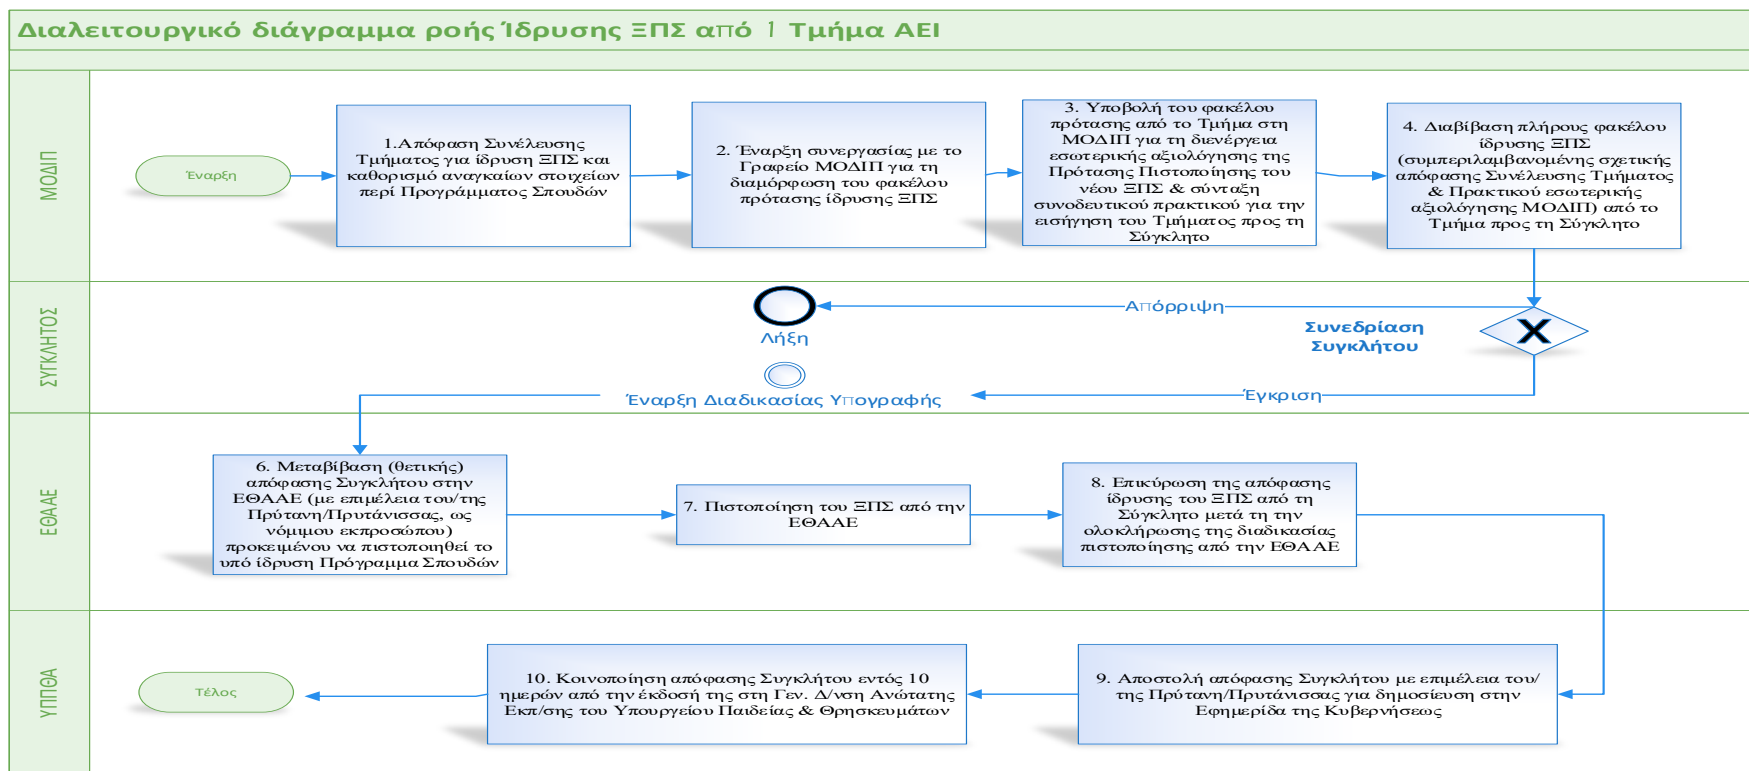 Διαλειτουργικό διάγραμμα ροής Ίδρυσης ΞΠΣ από 1 Τμήμα ΑΕΙ
ΜΟΔΙΠ
Έναρξη
1.Απόφαση Συνέλευσης
Τμήματος για ίδρυση ΞΠΣ και
καθορισμό αναγκαίων στοιχείων
περί Προγράμματος Σπουδών
2. Έναρξη συνεργασίας με το
Γραφείο ΜΟΔΙΠ για τη
διαμόρφωση του φακέλου
πρότασης ίδρυσης ΞΠΣ
3. Υποβολή του φακέλου
πρότασης από το Τμήμα στη
ΜΟΔΙΠ για τη διενέργεια
εσωτερικής αξιολόγησης της
Πρότασης Πιστοποίησης του
νέου ΞΠΣ & σύνταξη
συνοδευτικού πρακτικού για την
εισήγηση του Τμήματος προς τη
Σύγκλητο
4. Διαβίβαση πλήρους φακέλου
ίδρυσης ΞΠΣ
(συμπεριλαμβανομένης σχετικής
απόφασης Συνέλευσης Τμήματος
& Πρακτικού εσωτερικής
αξιολόγησης ΜΟΔΙΠ) από το
Τμήμα προς τη Σύγκλητο
ΣΥΓΚΛΗΤΟΣ
Απόρριψη
Λήξη
Συνεδρίαση
Συγκλήτου
Έγκριση
Έναρξη Διαδικασίας Υπογραφής
ΕΘΑΑΕ
6. Μεταβίβαση (θετικής)
απόφασης Συγκλήτου στην
ΕΘΑΑΕ (με επιμέλεια του/της
Πρύτανη/Πρυτάνισσας, ως
νόμιμου εκπροσώπου)
προκειμένου να πιστοποιηθεί το
υπό ίδρυση Πρόγραμμα Σπουδών
7. Πιστοποίηση του ΞΠΣ από την
ΕΘΑΑΕ
8. Επικύρωση της απόφασης
ίδρυσης του ΞΠΣ από τη
Σύγκλητο μετά τη την
ολοκλήρωσης της διαδικασίας
πιστοποίησης από την ΕΘΑΑΕ
ΥΠΠΘΑ
Τέλος
10. Κοινοποίηση απόφασης Συγκλήτου εντός 10
ημερών από την έκδοσή της στη Γεν. Δ/νση Ανώτατης
Εκπ/σης του Υπουργείου Παιδείας & Θρησκευμάτων
9. Αποστολή απόφασης Συγκλήτου με επιμέλεια του/
της Πρύτανη/Πρυτάνισσας για δημοσίευση στην
Εφημερίδα της Κυβερνήσεως